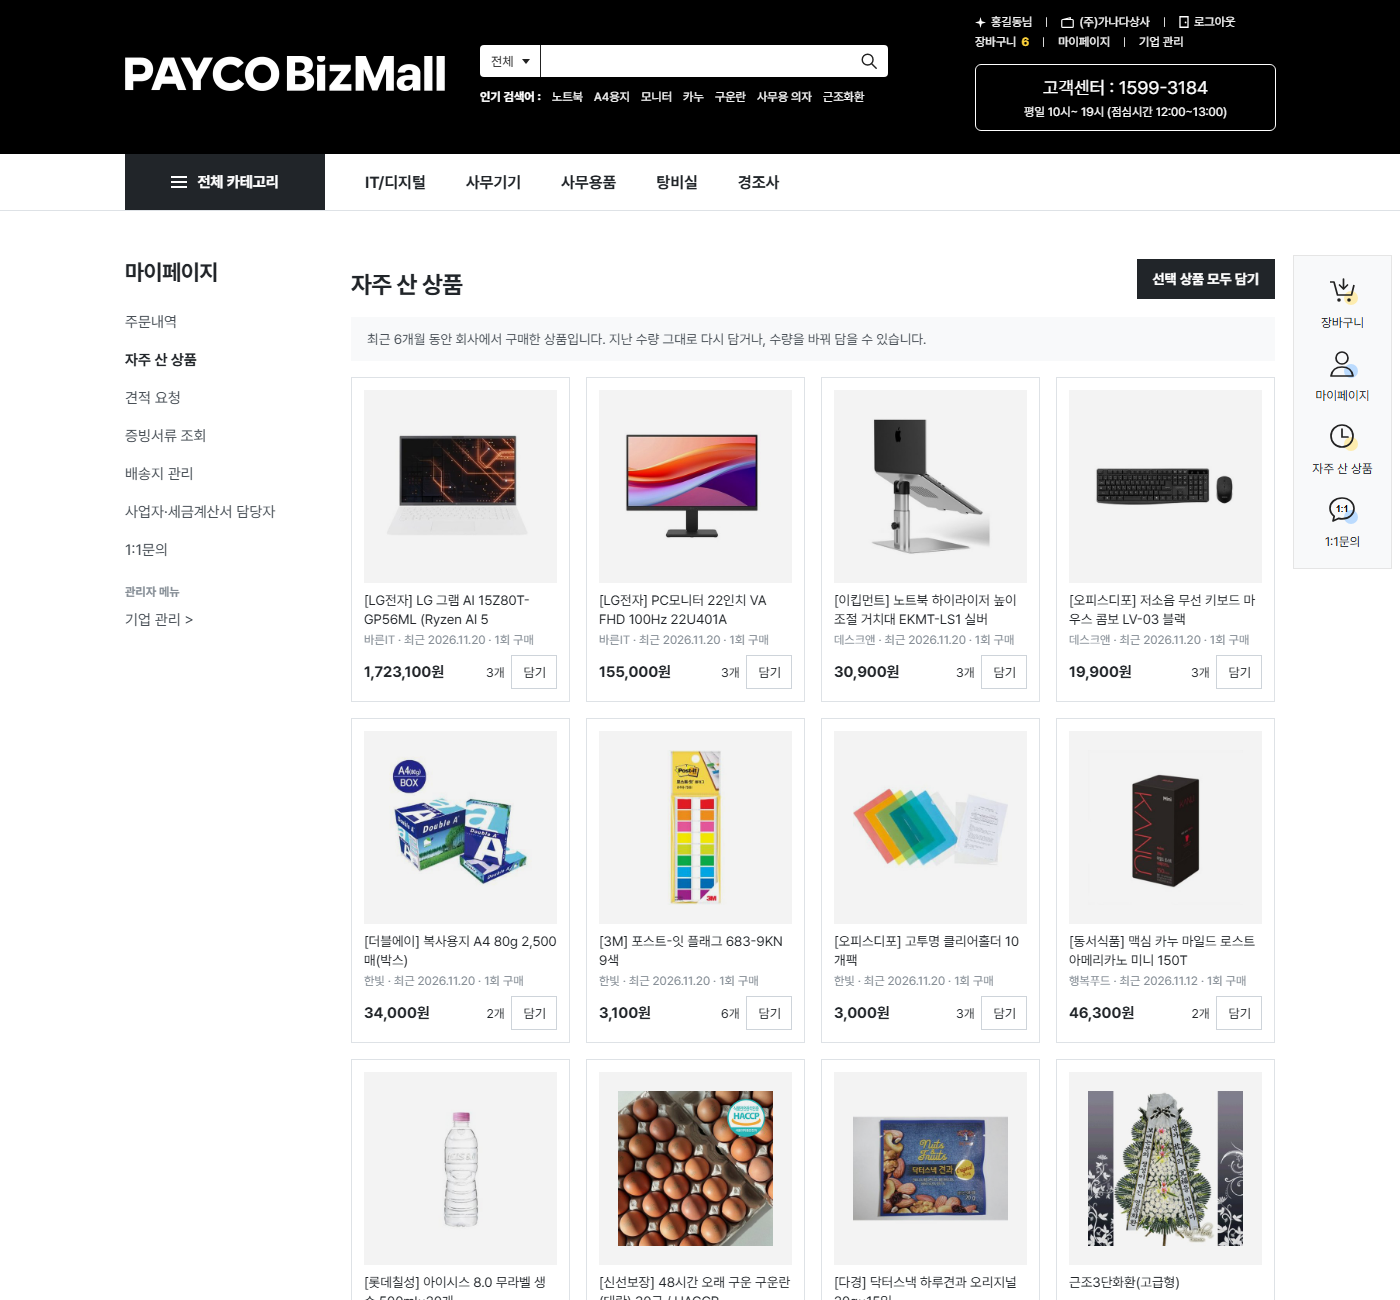 홍길동님
(주)가나다상사
로그아웃
장바구니 6
마이페이지
기업 관리
PAYCO BizMall
전체
인기 검색어 : 노트북 A4용지 모니터 카누 구운란 사무용 의자 근조화환
고객센터 : 1599-3184
평일 10시~ 19시 (점심시간 12:00~13:00)
전체 카테고리
IT/디지털
사무기기
사무용품
탕비실
경조사
마이페이지
주문내역
자주 산 상품
견적 요청
증빙서류 조회
배송지 관리
사업자·세금계산서 담당자
1:1문의
관리자 메뉴
기업 관리 >
자주 산 상품
선택 상품 모두 담기
최근 6개월 동안 회사에서 구매한 상품입니다. 지난 수량 그대로 다시 담거나, 수량을 바꿔 담을 수 있습니다.
[LG전자] LG 그램 AI 15Z80T-
GP56ML (Ryzen AI 5
바른IT · 최근 2026.11.20 · 1회 구매
1,723,100원 3개 담기
[LG전자] PC모니터 22인치 VA
FHD 100Hz 22U401A
바른IT · 최근 2026.11.20 · 1회 구매
155,000원 3개 담기
[이킵먼트] 노트북 하이라이저 높이
조절 거치대 EKMT-LS1 실버
데스크앤 · 최근 2026.11.20 · 1회 구매
30,900원 3개 담기
[오피스디포] 저소음 무선 키보드 마
우스 콤보 LV-03 블랙
데스크앤 · 최근 2026.11.20 · 1회 구매
19,900원 3개 담기
A4(80g)
BOX
Double A
Double A
[더블에이] 복사용지 A4 80g 2,500
매(박스)
한빛 · 최근 2026.11.20 · 1회 구매
34,000원 2개 담기
Post-it
3M
[3M] 포스트-잇 플래그 683-9KN
9색
한빛 · 최근 2026.11.20 · 1회 구매
3,100원 6개 담기
[오피스디포] 고투명 클리어홀더 10
개팩
한빛 · 최근 2026.11.20 · 1회 구매
3,000원 3개 담기
KANU
Mini
[동서식품] 맥심 카누 마일드 로스트
아메리카노 미니 150T
행복푸드 · 최근 2026.11.12 · 1회 구매
46,300원 2개 담기
[롯데칠성] 아이시스 8.0 무라벨 생
HACCP
[신선보장] 48시간 오래 구운 구운란
Nuts
& Fruits
닥터스낵 견과
[다경] 닥터스낵 하루견과 오리지널
근조3단화환(고급형)
장바구니
마이페이지
자주 산 상품
1:1
1:1문의